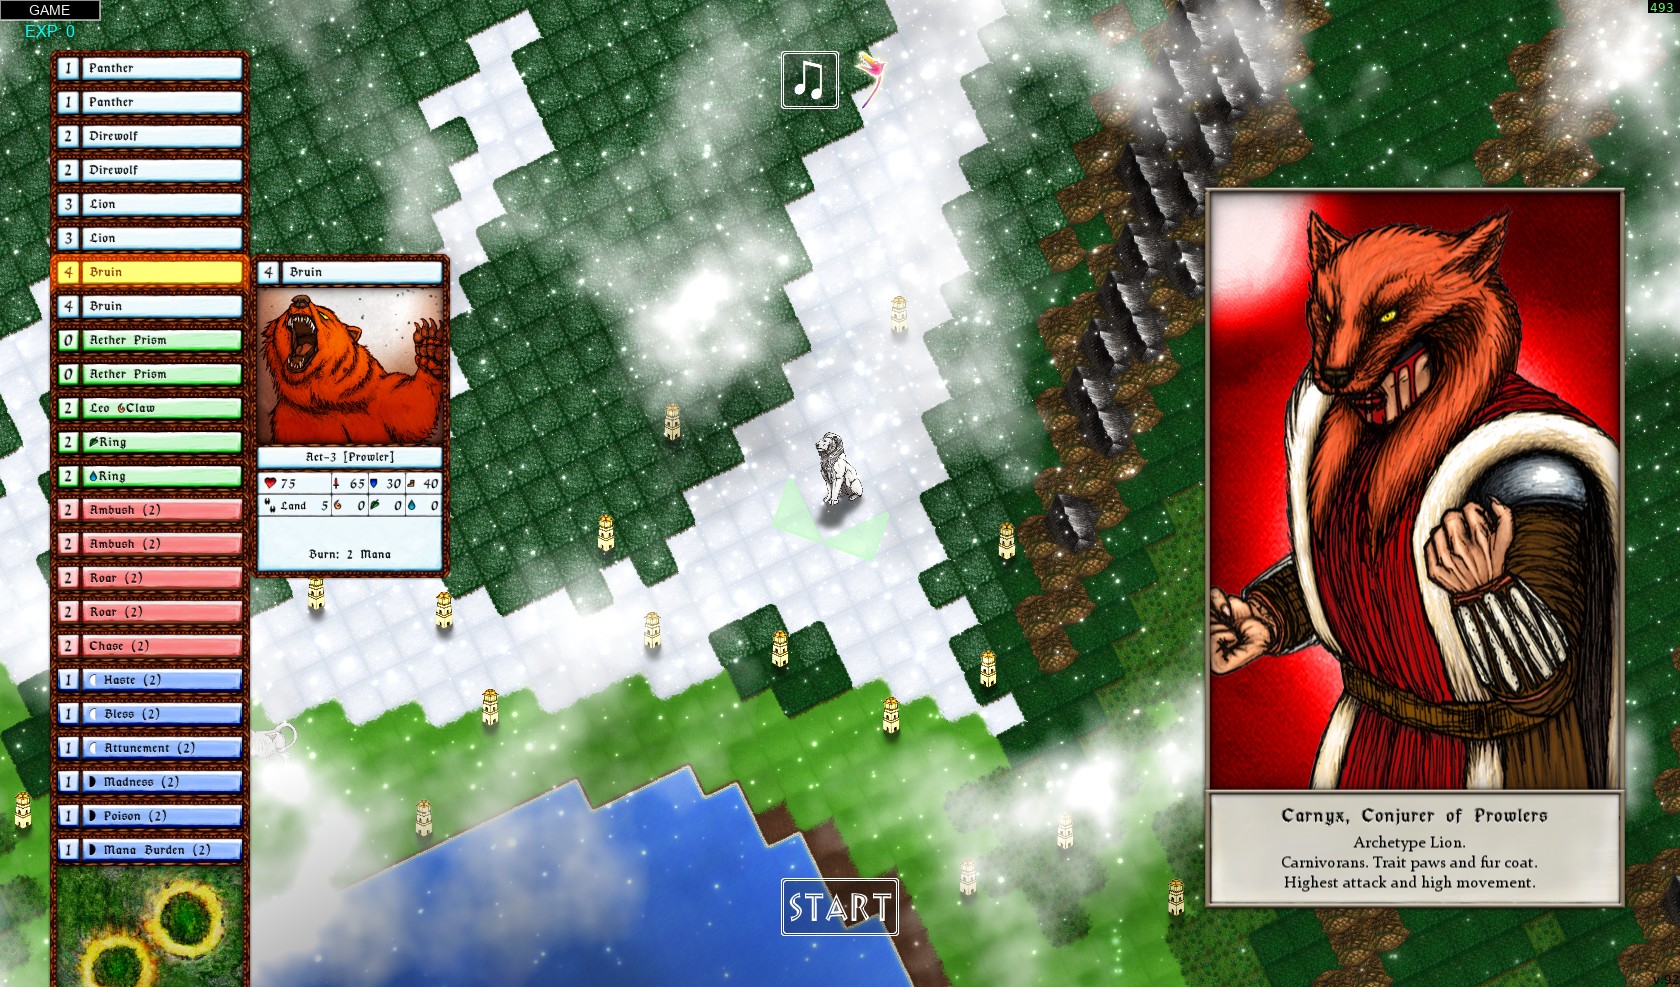 GAME
493
EXP: 0
1 Panther
1 Panther
2 Direwolf
2 Direwolf
3 Lion
3 Lion
4 Bruin
4 Bruin
0 Aether Prism
0 Aether Prism
2 Leo Claw
2 Ring
2 Ring
2 Ambush (2)
2 Ambush (2)
2 Roar (2)
2 Roar (2)
2 Chase (2)
1 Haste (2)
1 Bless (2)
1 Attunement (2)
1 Madness (2)
1 Poison (2)
1 Mana Burden (2)
4 Bruin
Act-3 [Prowler]
75 65 30 40
Land 5 0 0 0
Burn: 2 Mana
START
Carnyx, Conjurer of Prowlers
Archetype Lion.
Carnivorans. Trait paws and fur coat.
Highest attack and high movement.